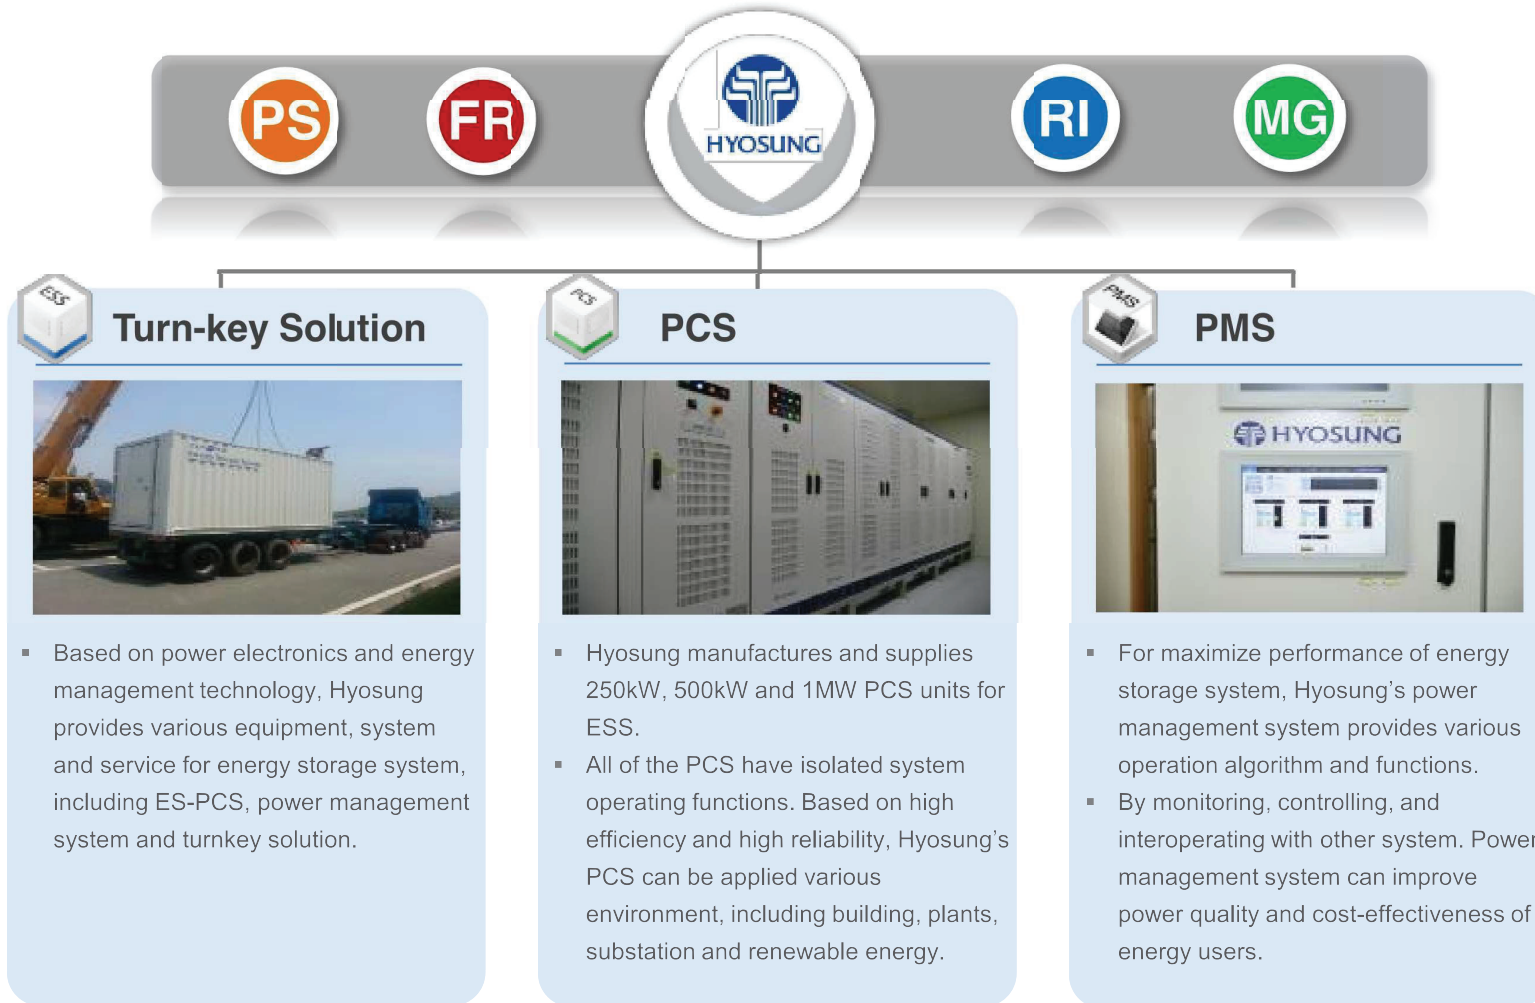 PS
FR
HYOSUNG
RI
MG
ESS
Turn-key Solution
PCS
PCS
PMS
PMS
HYOSUNG
▪ Based on power electronics and energy
management technology, Hyosung
provides various equipment, system
and service for energy storage system,
including ES-PCS, power management
system and turnkey solution.
▪ Hyosung manufactures and supplies
250kW, 500kW and 1MW PCS units for
ESS.
▪ All of the PCS have isolated system
operating functions. Based on high
efficiency and high reliability, Hyosung's
PCS can be applied various
environment, including building, plants,
substation and renewable energy.
▪ For maximize performance of energy
storage system, Hyosung's power
management system provides various
operation algorithm and functions.
▪ By monitoring, controlling, and
interoperating with other system. Power
management system can improve
power quality and cost-effectiveness of
energy users.